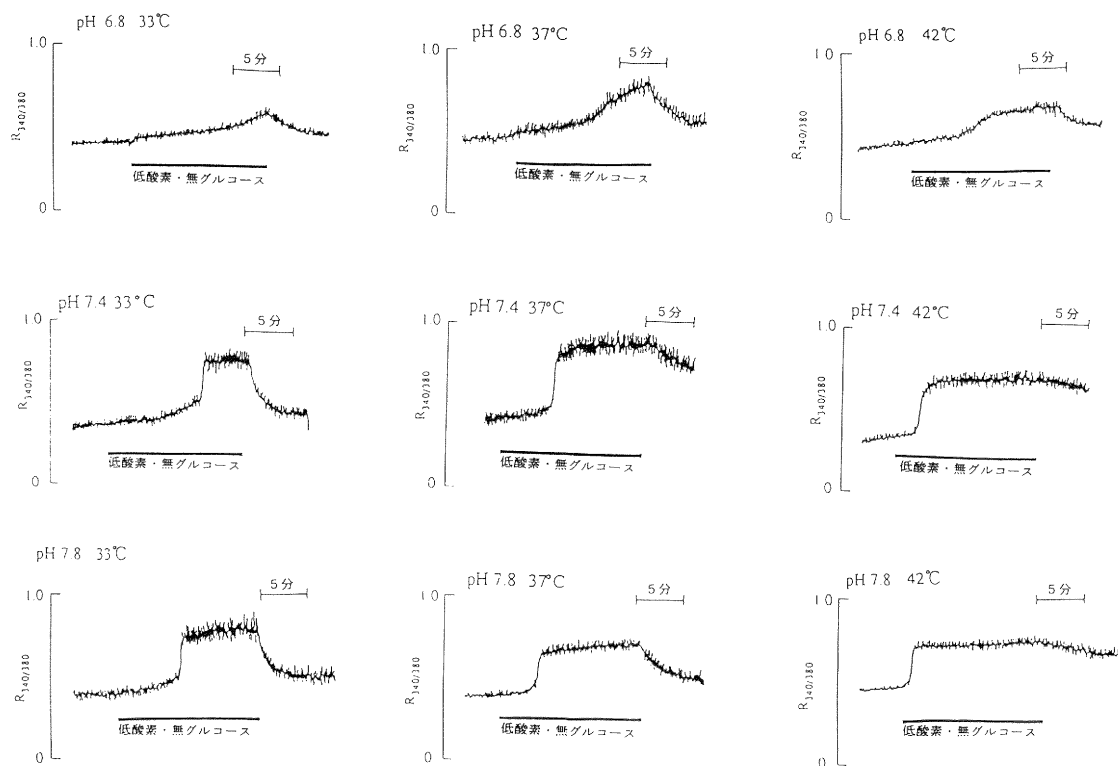 pH 6.8 33℃
1.0
5分
R340/380
低酸素・無グルコース
0
pH 6.8 37℃
1.0
5分
R340/380
低酸素・無グルコース
0
pH 6.8 42℃
1.0
5分
R340/380
低酸素・無グルコース
0
pH 7.4 33℃
1.0
5分
R340/380
低酸素・無グルコース
0
pH 7.4 37℃
1.0
5分
R340/380
低酸素・無グルコース
0
pH 7.4 42℃
1.0
5分
R340/380
低酸素・無グルコース
0
pH 7.8 33℃
1.0
5分
R340/380
低酸素・無グルコース
0
pH 7.8 37℃
1.0
5分
R340/380
低酸素・無グルコース
0
pH 7.8 42℃
1.0
5分
R340/380
低酸素・無グルコース
0